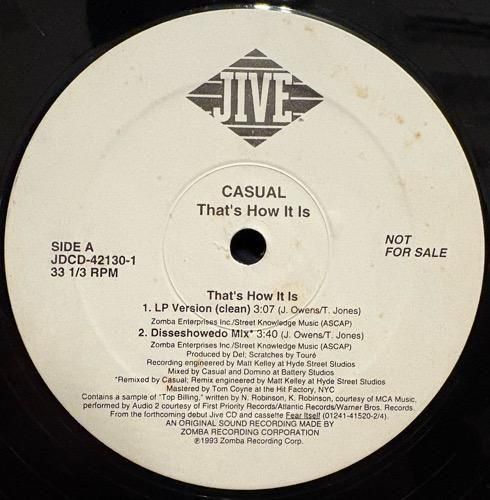 JIVE
CASUAL
That's How It Is
SIDE A
JDCD-42130-1
33 1/3 RPM
NOT
FOR SALE
That's How It Is
1. LP Version (clean) 3:07 (J. Owens/T. Jones)
Zomba Enterprises Inc./Street Knowledge Music (ASCAP)
2. Disseshowedo Mix* 3:40 (J. Owens/T. Jones)
Zomba Enterprises Inc./Street Knowledge Music (ASCAP)
Produced by Del; Scratches by Touré
Recording engineered by Matt Kelley at Hyde Street Studios
Mixed by Casual and Domino at Battery Studios
*Remixed by Casual; Remix engineered by Matt Kelley at Hyde Street Studios
Mastered by Tom Coyne at the Hit Factory, NYC
Contains a sample of "Top Billing," written by N. Robinson, K. Robinson, courtesy of MCA Music,
performed by Audio 2 courtesy of First Priority Records/Atlantic Records/Warner Bros. Records.
From the forthcoming debut Jive CD and cassette Fear Itself (01241-41520-2/4).
AN ORIGINAL SOUND RECORDING MADE BY
ZOMBA RECORDING CORPORATION
℗1993 Zomba Recording Corp.